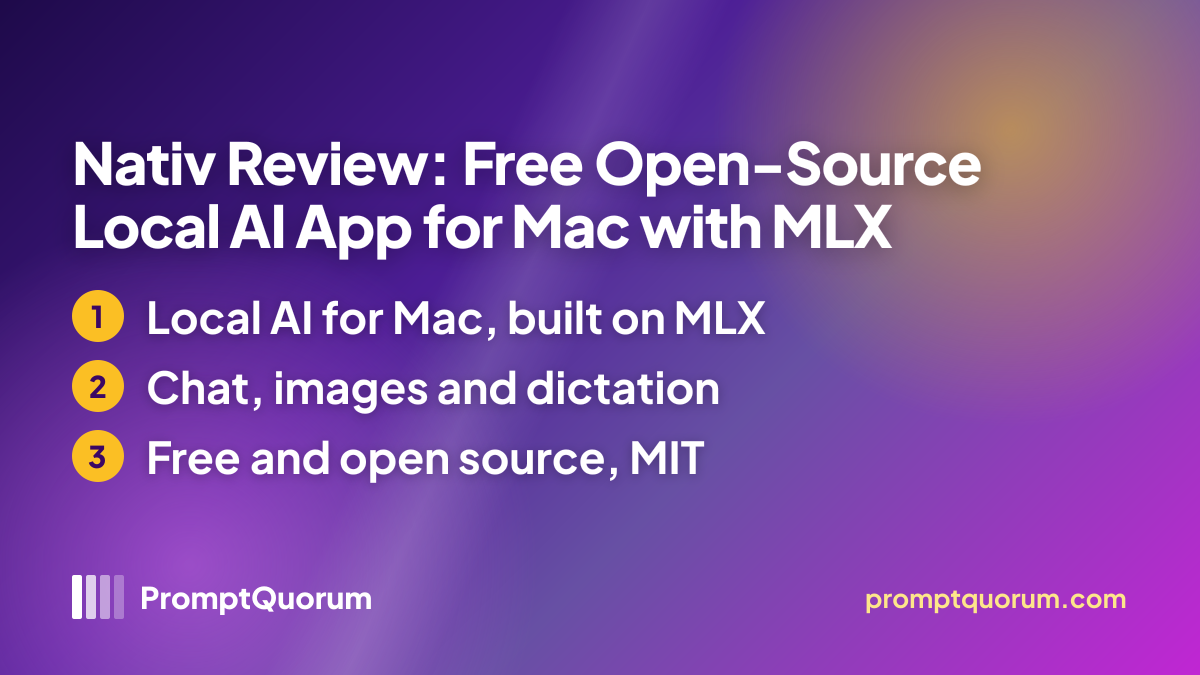 Nativ Review: Free Open-Source
Local AI App for Mac with MLX
1 Local AI for Mac, built on MLX
2 Chat, images and dictation
3 Free and open source, MIT
PromptQuorum
promptquorum.com